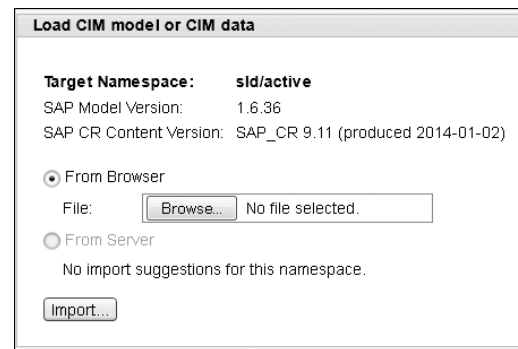 Load CIM model or CIM data
Target Namespace: sld/active
SAP Model Version: 1.6.36
SAP CR Content Version: SAP_CR 9.11 (produced 2014-01-02)
From Browser
File: Browse... No file selected.
From Server
No import suggestions for this namespace.
Import...